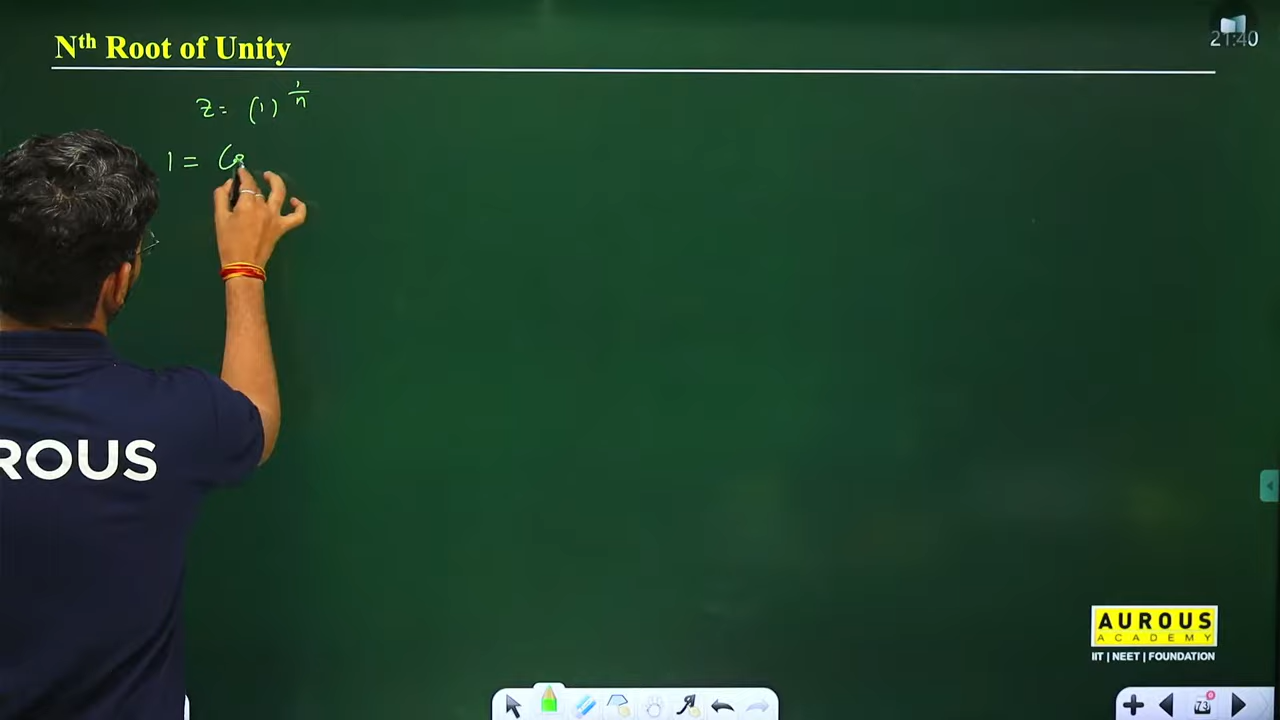 21:40
Nth Root of Unity
z = (1)^{1/n}
1 = Co
ROUS
AUROUS
ACADEMY
IIT | NEET | FOUNDATION
73